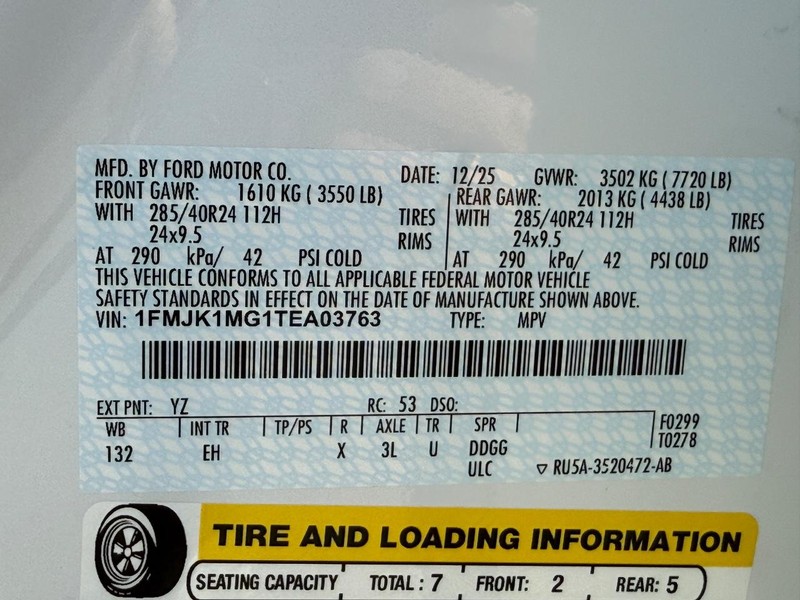 MFD. BY FORD MOTOR CO. DATE: 12/25 GVWR: 3502 KG ( 7720 LB)
FRONT GAWR: 1610 KG ( 3550 LB) REAR GAWR: 2013 KG ( 4438 LB)
WITH 285/40R24 112H TIRES WITH 285/40R24 112H TIRES
24x9.5 RIMS 24x9.5 RIMS
AT 290 kPa/ 42 PSI COLD AT 290 kPa/ 42 PSI COLD
THIS VEHICLE CONFORMS TO ALL APPLICABLE FEDERAL MOTOR VEHICLE
SAFETY STANDARDS IN EFFECT ON THE DATE OF MANUFACTURE SHOWN ABOVE.
VIN: 1FMJK1MG1TEA03763 TYPE: MPV
EXT PNT: YZ RC: 53 DSO:
WB INT TR TP/PS R AXLE TR SPR F0299
T0278
132 EH X 3L U DDGG
ULC ▽ RU5A-3520472-AB
TIRE AND LOADING INFORMATION
SEATING CAPACITY TOTAL : 7 FRONT: 2 REAR: 5